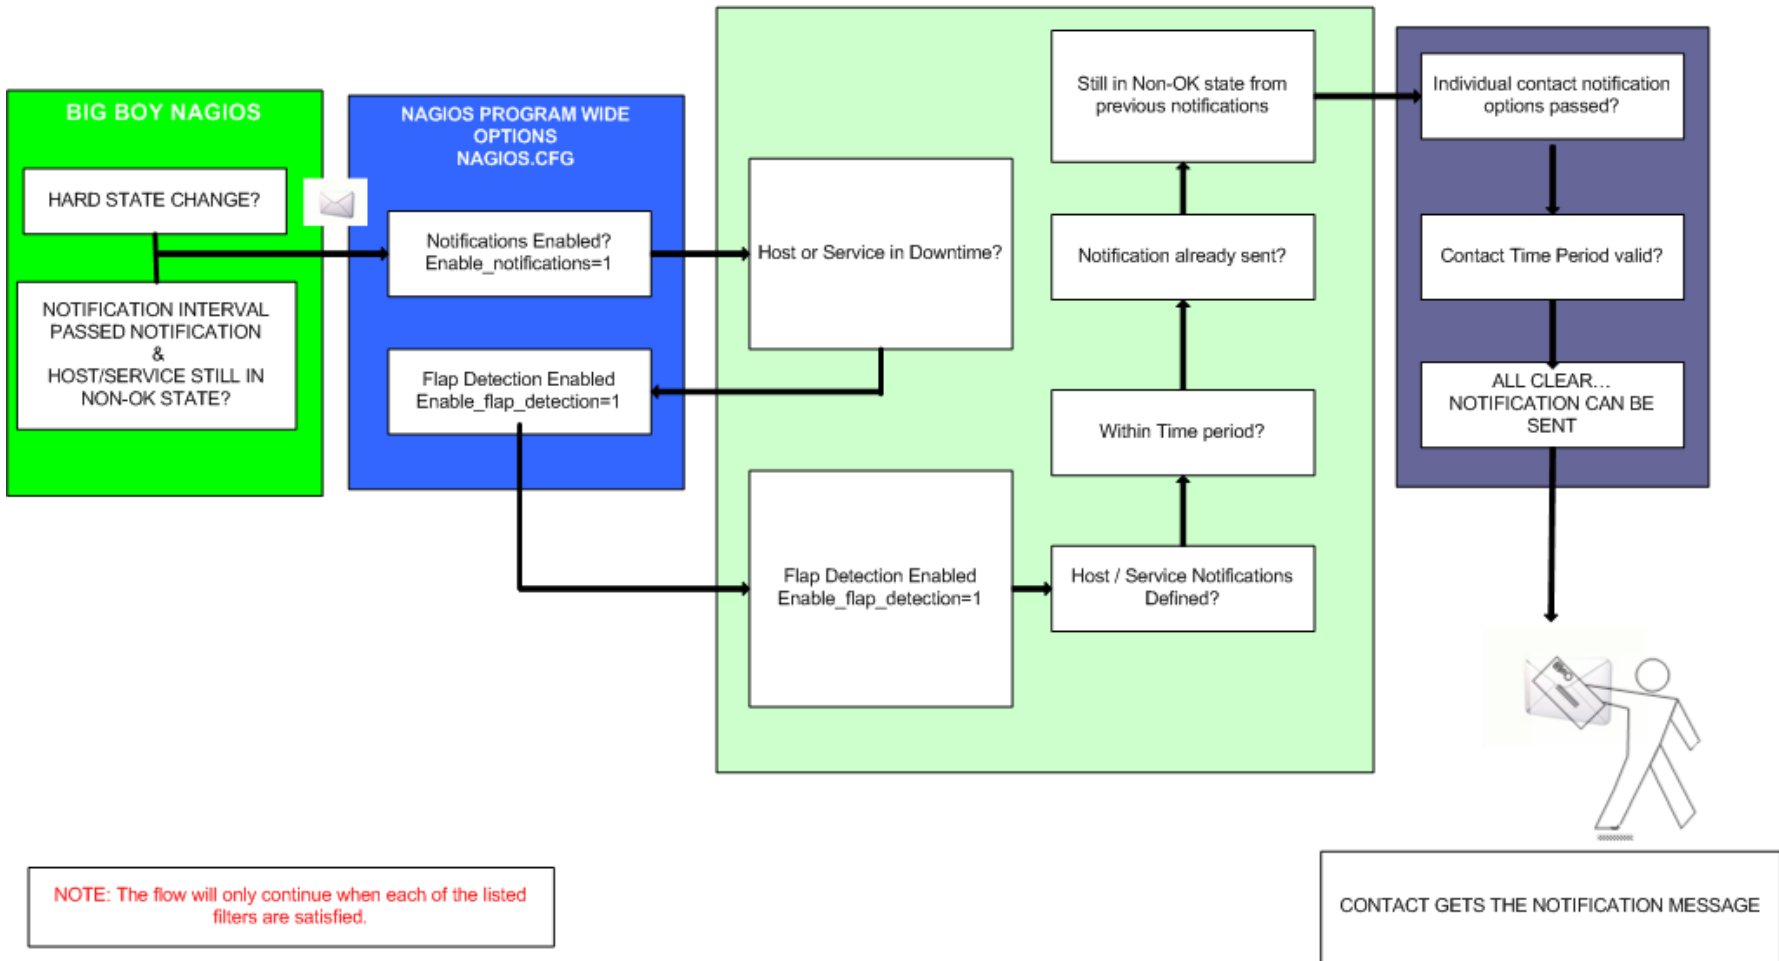 BIG BOY NAGIOS
HARD STATE CHANGE?
NOTIFICATION INTERVAL
PASSED NOTIFICATION
&
HOST/SERVICE STILL IN
NON-OK STATE?
NAGIOS PROGRAM WIDE
OPTIONS
NAGIOS.CFG
Notifications Enabled?
Enable_notifications=1
Flap Detection Enabled
Enable_flap_detection=1
Host or Service in Downtime?
Flap Detection Enabled
Enable_flap_detection=1
Still in Non-OK state from
previous notifications
Notification already sent?
Within Time period?
Host / Service Notifications
Defined?
Individual contact notification
options passed?
Contact Time Period valid?
ALL CLEAR...
NOTIFICATION CAN BE
SENT
NOTE: The flow will only continue when each of the listed
filters are satisfied.
CONTACT GETS THE NOTIFICATION MESSAGE